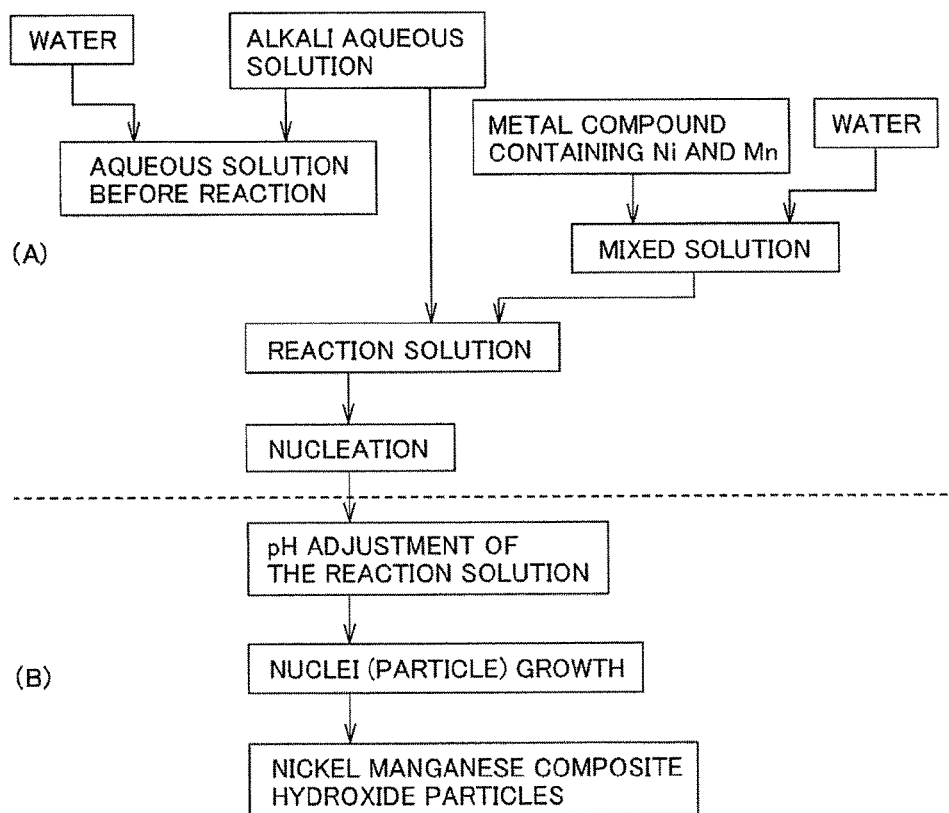 WATER
ALKALI AQUEOUS
SOLUTION
METAL COMPOUND
CONTAINING Ni AND Mn
WATER
AQUEOUS SOLUTION
BEFORE REACTION
MIXED SOLUTION
(A)
REACTION SOLUTION
NUCLEATION
pH ADJUSTMENT OF
THE REACTION SOLUTION
(B)
NUCLEI (PARTICLE) GROWTH
NICKEL MANGANESE COMPOSITE
HYDROXIDE PARTICLES